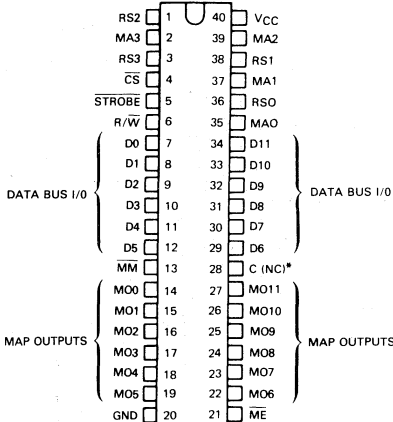 RS2 1 40 VCC
MA3 2 39 MA2
RS3 3 38 RS1
CS 4 37 MA1
STROBE 5 36 RS0
R/W 6 35 MA0
D0 7 34 D11
D1 8 33 D10
DATA BUS I/0 D2 9 32 D9 DATA BUS I/0
D3 10 31 D8
D4 11 30 D7
D5 12 29 D6
MM 13 28 C (NC)*
MO0 14 27 MO11
MO1 15 26 MO10
MO2 16 25 MO9
MAP OUTPUTS MO3 17 24 MO8 MAP OUTPUTS
MO4 18 23 MO7
MO5 19 22 MO6
GND 20 21 ME